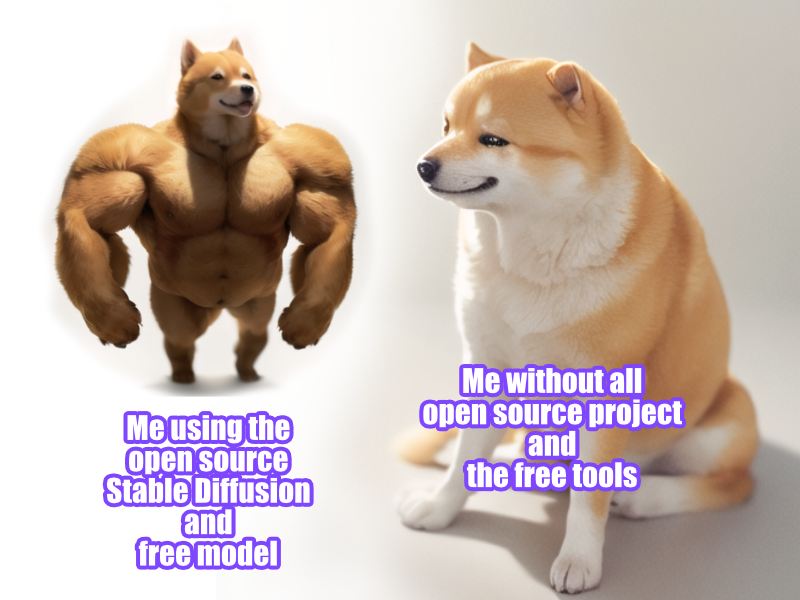 Me using the
open source
Stable Diffusion
and
free model
Me without all
open source project
and
the free tools